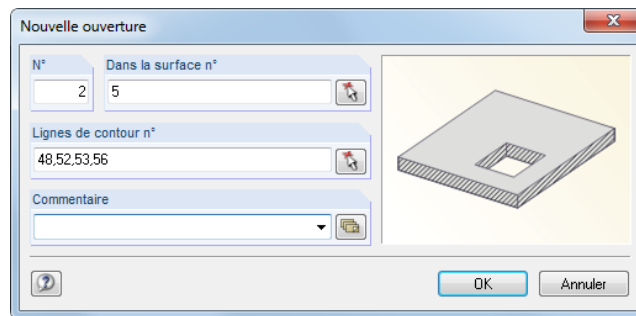 Nouvelle ouverture
N°
Dans la surface n°
2
5
Lignes de contour n°
48,52,53,56
Commentaire
OK
Annuler